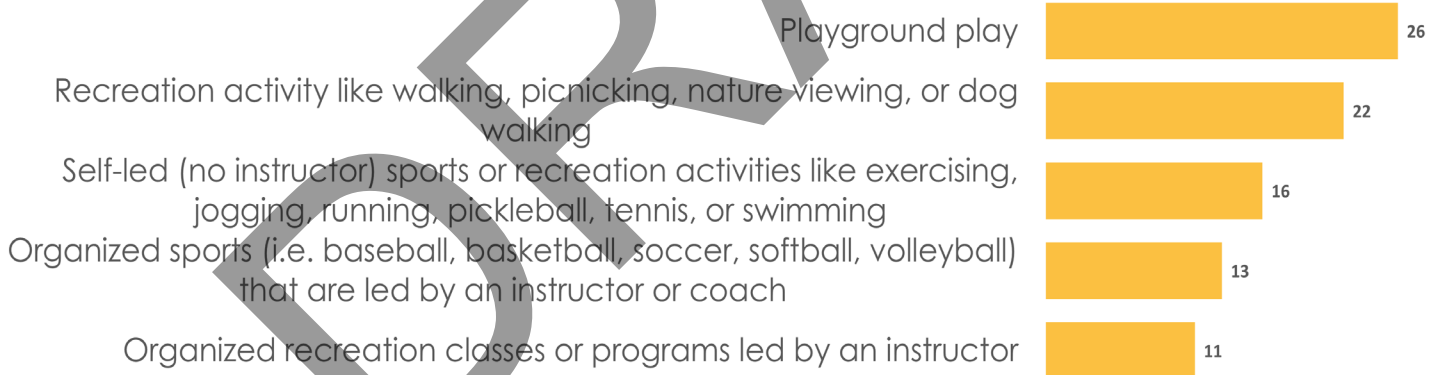 Playground play
26
Recreation activity like walking, picnicking, nature viewing, or dog
walking
22
Self-led (no instructor) sports or recreation activities like exercising,
jogging, running, pickleball, tennis, or swimming
16
Organized sports (i.e. baseball, basketball, soccer, softball, volleyball)
that are led by an instructor or coach
13
Organized recreation classes or programs led by an instructor
11
DRA